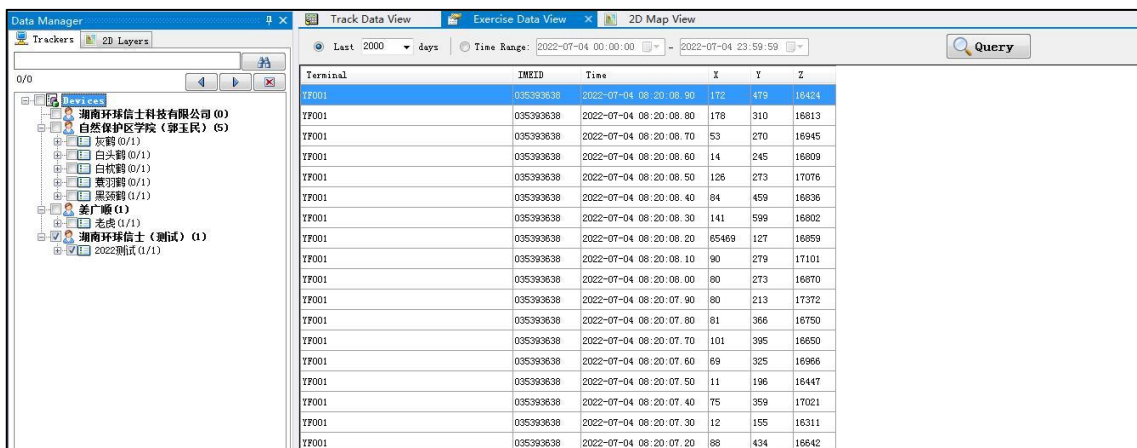 Data Manager
Trackers 2D Layers
0/0
Devices
湖南环球信士科技有限公司(0)
自然保护区学院(郭玉民)(5)
灰鹤(0/1)
白头鹤(0/1)
白枕鹤(0/1)
蓑羽鹤(0/1)
黑颈鹤(1/1)
姜广顺(1)
老虎(1/1)
湖南环球信士(测试)(1)
2022测试(1/1)
Track Data View Exercise Data View 2D Map View
Last 2000 days Time Range: 2022-07-04 00:00:00 - 2022-07-04 23:59:59 Query
Terminal IMEID Time X Y Z
YF001 035393638 2022-07-04 08:20:08.90 172 479 16424
YF001 035393638 2022-07-04 08:20:08.80 178 310 16813
YF001 035393638 2022-07-04 08:20:08.70 53 270 16945
YF001 035393638 2022-07-04 08:20:08.60 14 245 16809
YF001 035393638 2022-07-04 08:20:08.50 126 273 17076
YF001 035393638 2022-07-04 08:20:08.40 84 459 16836
YF001 035393638 2022-07-04 08:20:08.30 141 599 16802
YF001 035393638 2022-07-04 08:20:08.20 65469 127 16859
YF001 035393638 2022-07-04 08:20:08.10 90 279 17101
YF001 035393638 2022-07-04 08:20:08.00 80 273 16870
YF001 035393638 2022-07-04 08:20:07.90 80 213 17372
YF001 035393638 2022-07-04 08:20:07.80 81 366 16750
YF001 035393638 2022-07-04 08:20:07.70 101 395 16650
YF001 035393638 2022-07-04 08:20:07.60 69 325 16966
YF001 035393638 2022-07-04 08:20:07.50 11 196 16447
YF001 035393638 2022-07-04 08:20:07.40 75 359 17021
YF001 035393638 2022-07-04 08:20:07.30 12 155 16311
YF001 035393638 2022-07-04 08:20:07.20 88 434 16642